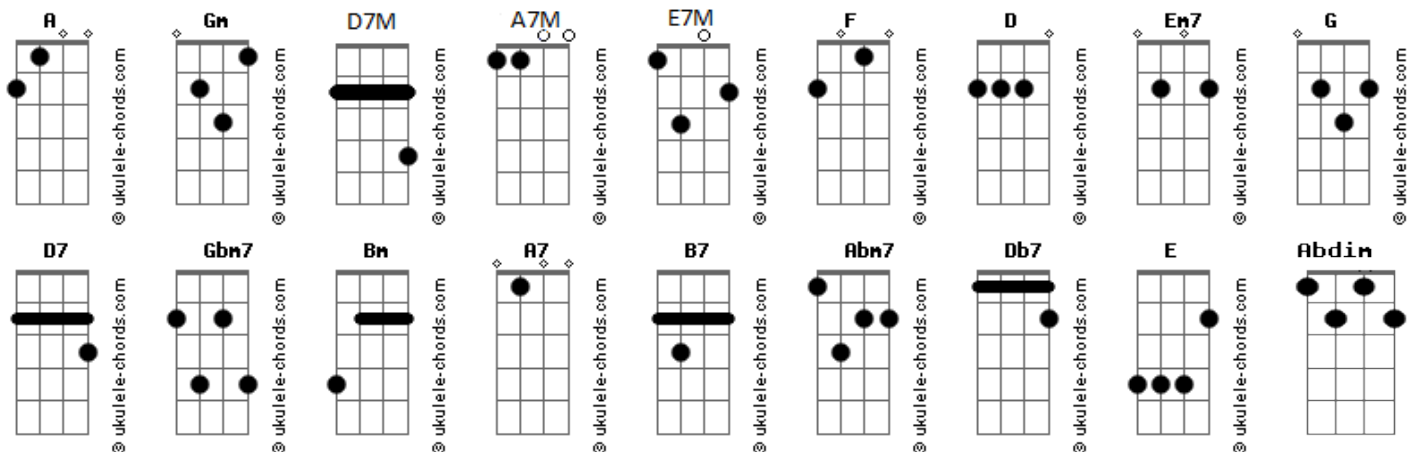 A Gm D7M A7M E7M F D Em7 G
© ukulele-chords.com © ukulele-chords.com © ukulele-chords.com © ukulele-chords.com © ukulele-chords.com © ukulele-chords.com © ukulele-chords.com © ukulele-chords.com © ukulele-chords.com
D7 Gbm7 Bm A7 B7 Abm7 Db7 E Abdim
© ukulele-chords.com © ukulele-chords.com © ukulele-chords.com © ukulele-chords.com © ukulele-chords.com © ukulele-chords.com © ukulele-chords.com © ukulele-chords.com